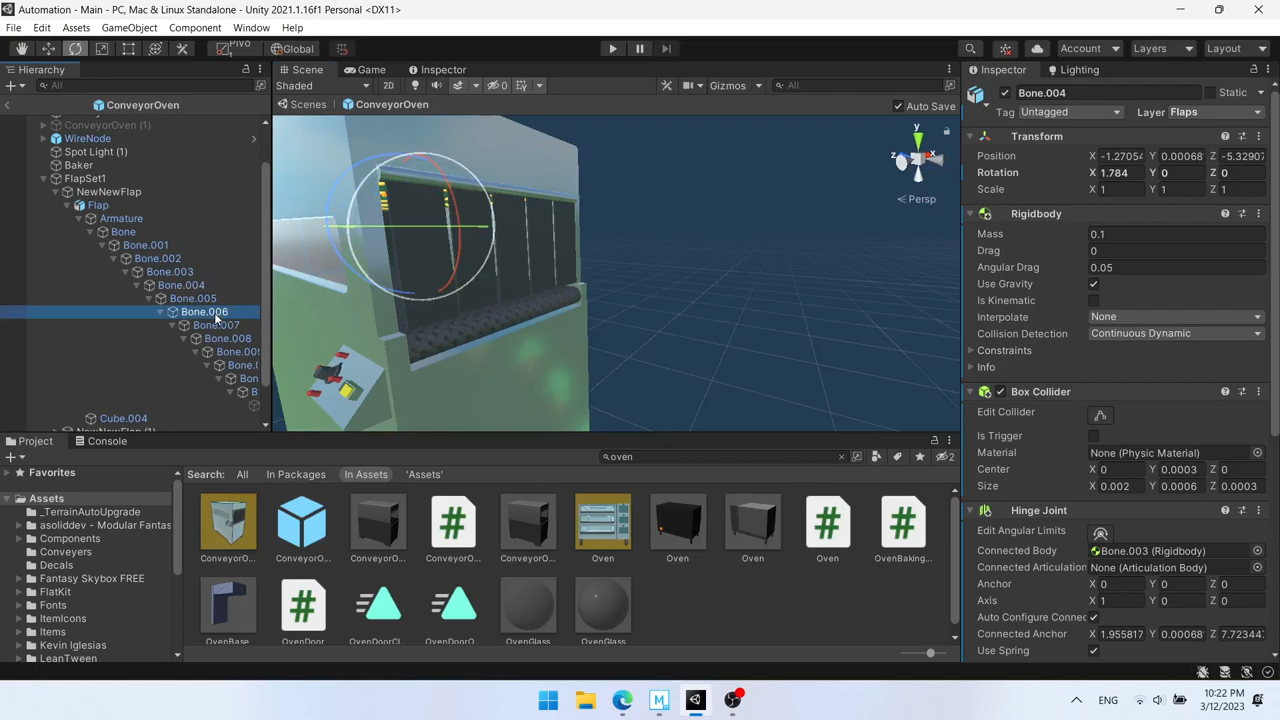 Automation - Main - PC, Mac & Linux Standalone - Unity 2021.1.16f1 Personal <DX11>
File Edit Assets GameObject Component Window Help
Global
Account Layers Layout
Hierarchy
All
ConveyorOven
ConveyorOven (1)
WireNode
Spot Light (1)
Baker
FlapSet1
NewNewFlap
Flap
Armature
Bone
Bone.001
Bone.002
Bone.003
Bone.004
Bone.005
Bone.006
Bone.007
Bone.008
Bone.009
Bone.0
Bon
B
Cube.004
Scene Game Inspector
Shaded 2D 0 Gizmos All
Scenes ConveyorOven Auto Save
y
z x
Persp
Inspector Lighting
Bone.004 Static
Tag Untagged Layer Flaps
Transform
Position X -1.27054 Y 0.00068 Z -5.32907
Rotation X 1.784 Y 0 Z 0
Scale X 1 Y 1 Z 1
Rigidbody
Mass 0.1
Drag 0
Angular Drag 0.05
Use Gravity
Is Kinematic
Interpolate None
Collision Detection Continuous Dynamic
Constraints
Info
Box Collider
Edit Collider
Is Trigger
Material None (Physic Material)
Center X 0 Y 0.0003 Z 0
Size X 0.002 Y 0.0006 Z 0.0003
Hinge Joint
Edit Angular Limits
Connected Body Bone.003 (Rigidbody)
Connected Articulation None (Articulation Body)
Anchor X 0 Y 0 Z 0
Axis X 1 Y 0 Z 0
Auto Configure Connec
Connected Anchor X 1.955817 Y 0.00068 Z 7.72344
Use Spring
Project Console
oven 2
Favorites
Assets
_TerrainAutoUpgrade
asoliddev - Modular Fantas
Components
Conveyers
Decals
Fantasy Skybox FREE
FlatKit
Fonts
ItemIcons
Items
Kevin Iglesias
LeanTween
Search: All In Packages In Assets 'Assets'
ConveyorO... ConveyorO... ConveyorO... ConveyorO... ConveyorO... Oven Oven Oven Oven OvenBaking...
OvenBase OvenDoor OvenDoorCl... OvenDoorO... OvenGlass OvenGlass
ENG
10:22 PM
3/12/2023